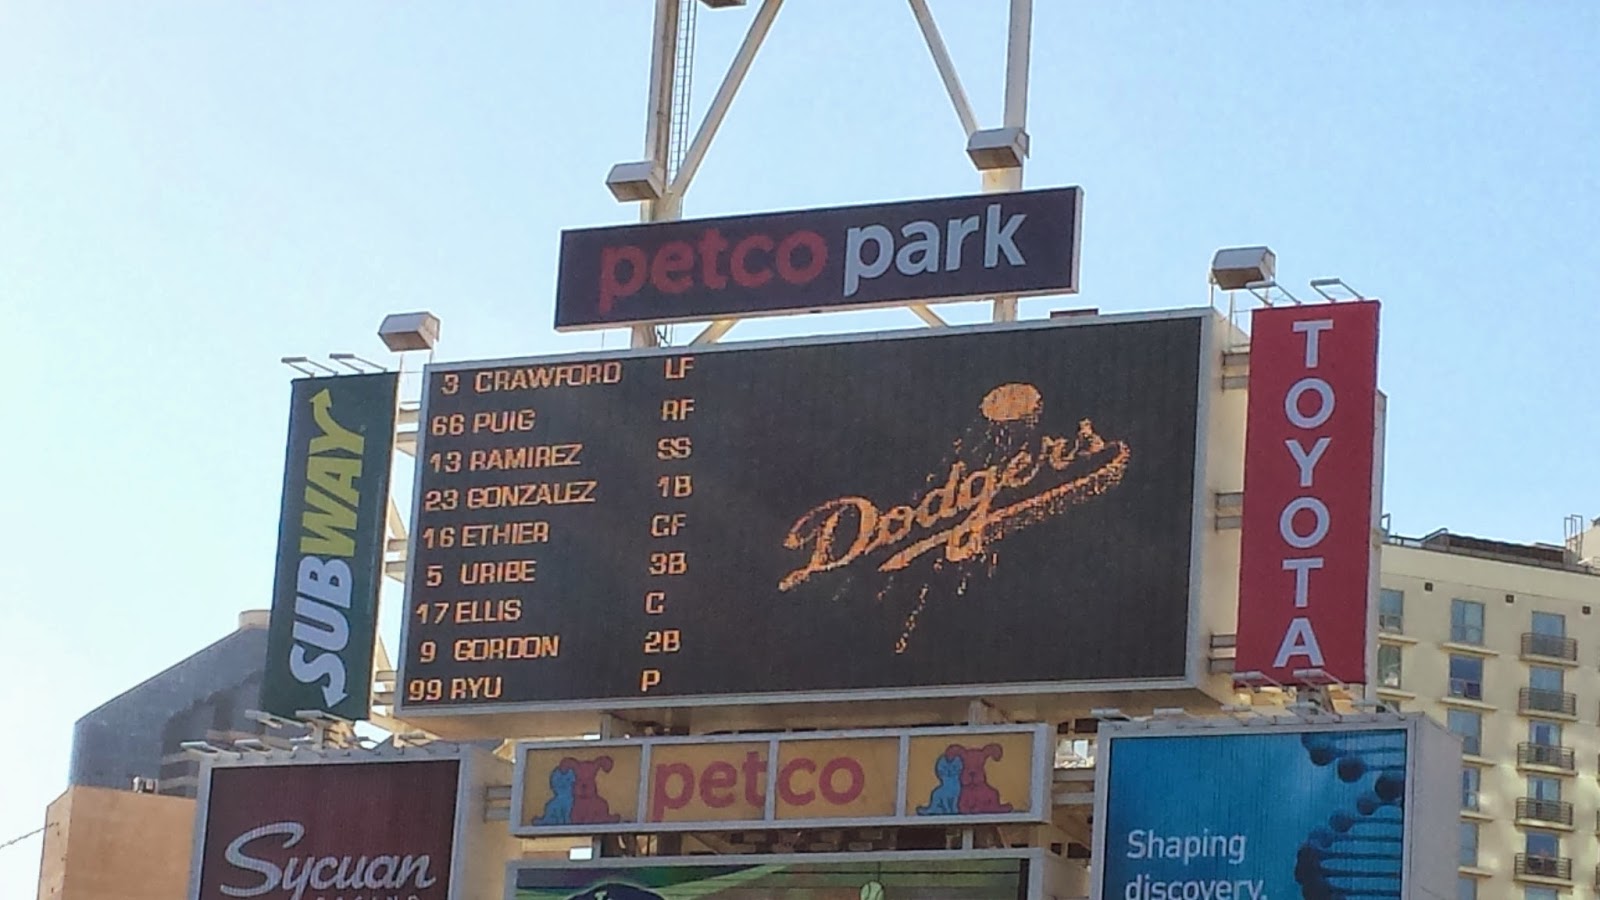 petco park
3 CRAWFORD LF
66 PUIG RF
13 RAMIREZ SS
23 GONZALEZ 1B
16 ETHIER CF
5 URIBE 3B
17 ELLIS C
9 GORDON 2B
99 RYU P
Dodgers
SUBWAY
TOYOTA
petco
Sycuan
Shaping
discovery.